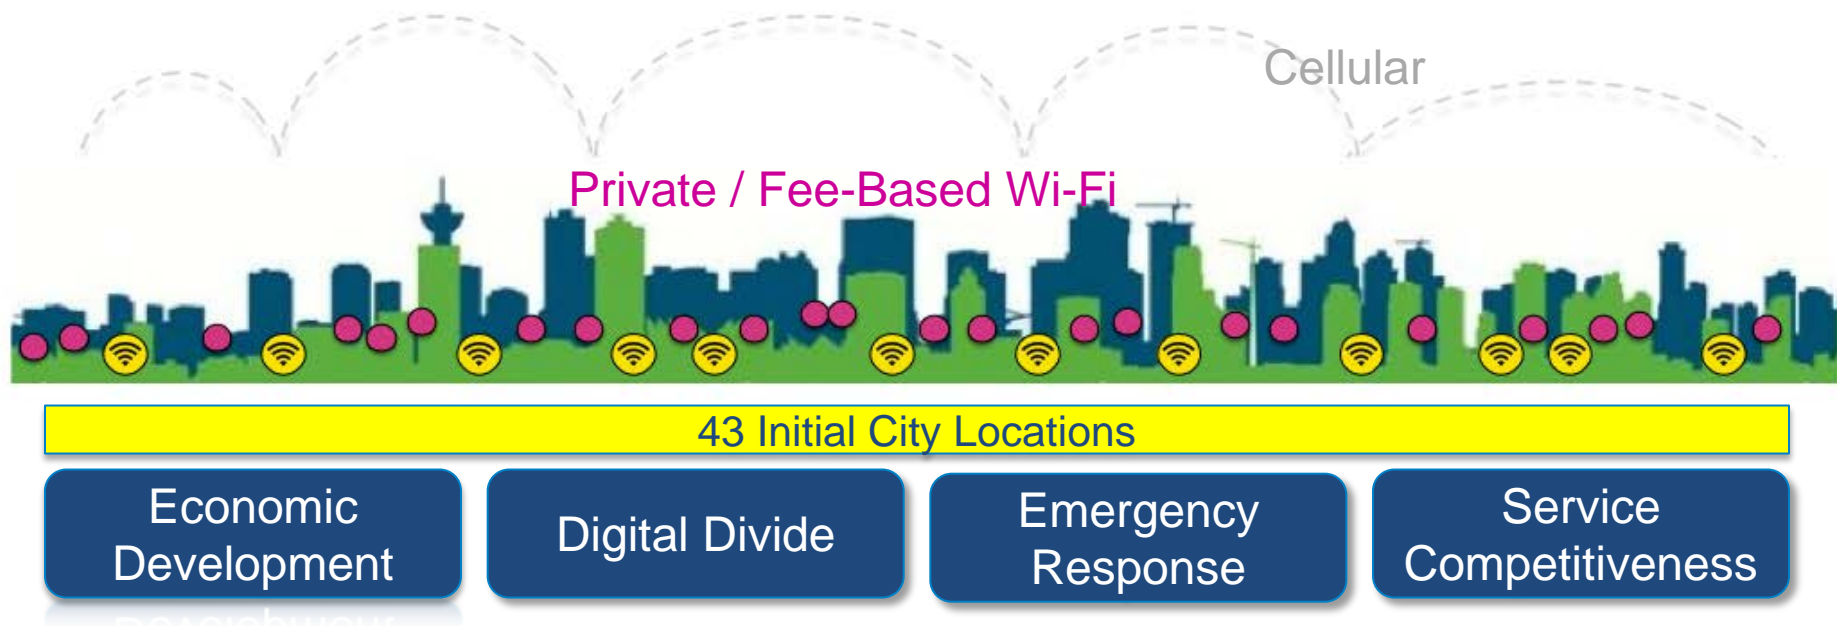 Cellular
Private / Fee-Based Wi-Fi
43 Initial City Locations
Economic
Development
Digital Divide
Emergency
Response
Service
Competitiveness